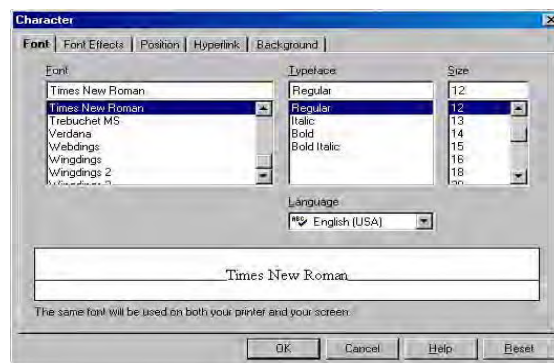 Character
Font Font Effects Position Hyperlink Background
Font Typeface Size
Times New Roman Regular 12
Times New Roman Regular 12
Trebuchet MS Italic 13
Verdana Bold 14
Webdings Bold Italic 15
Wingdings 16
Wingdings 2 18
Language
ABC English (USA)
Times New Roman
The same font will be used on both your printer and your screen.
OK Cancel Help Reset